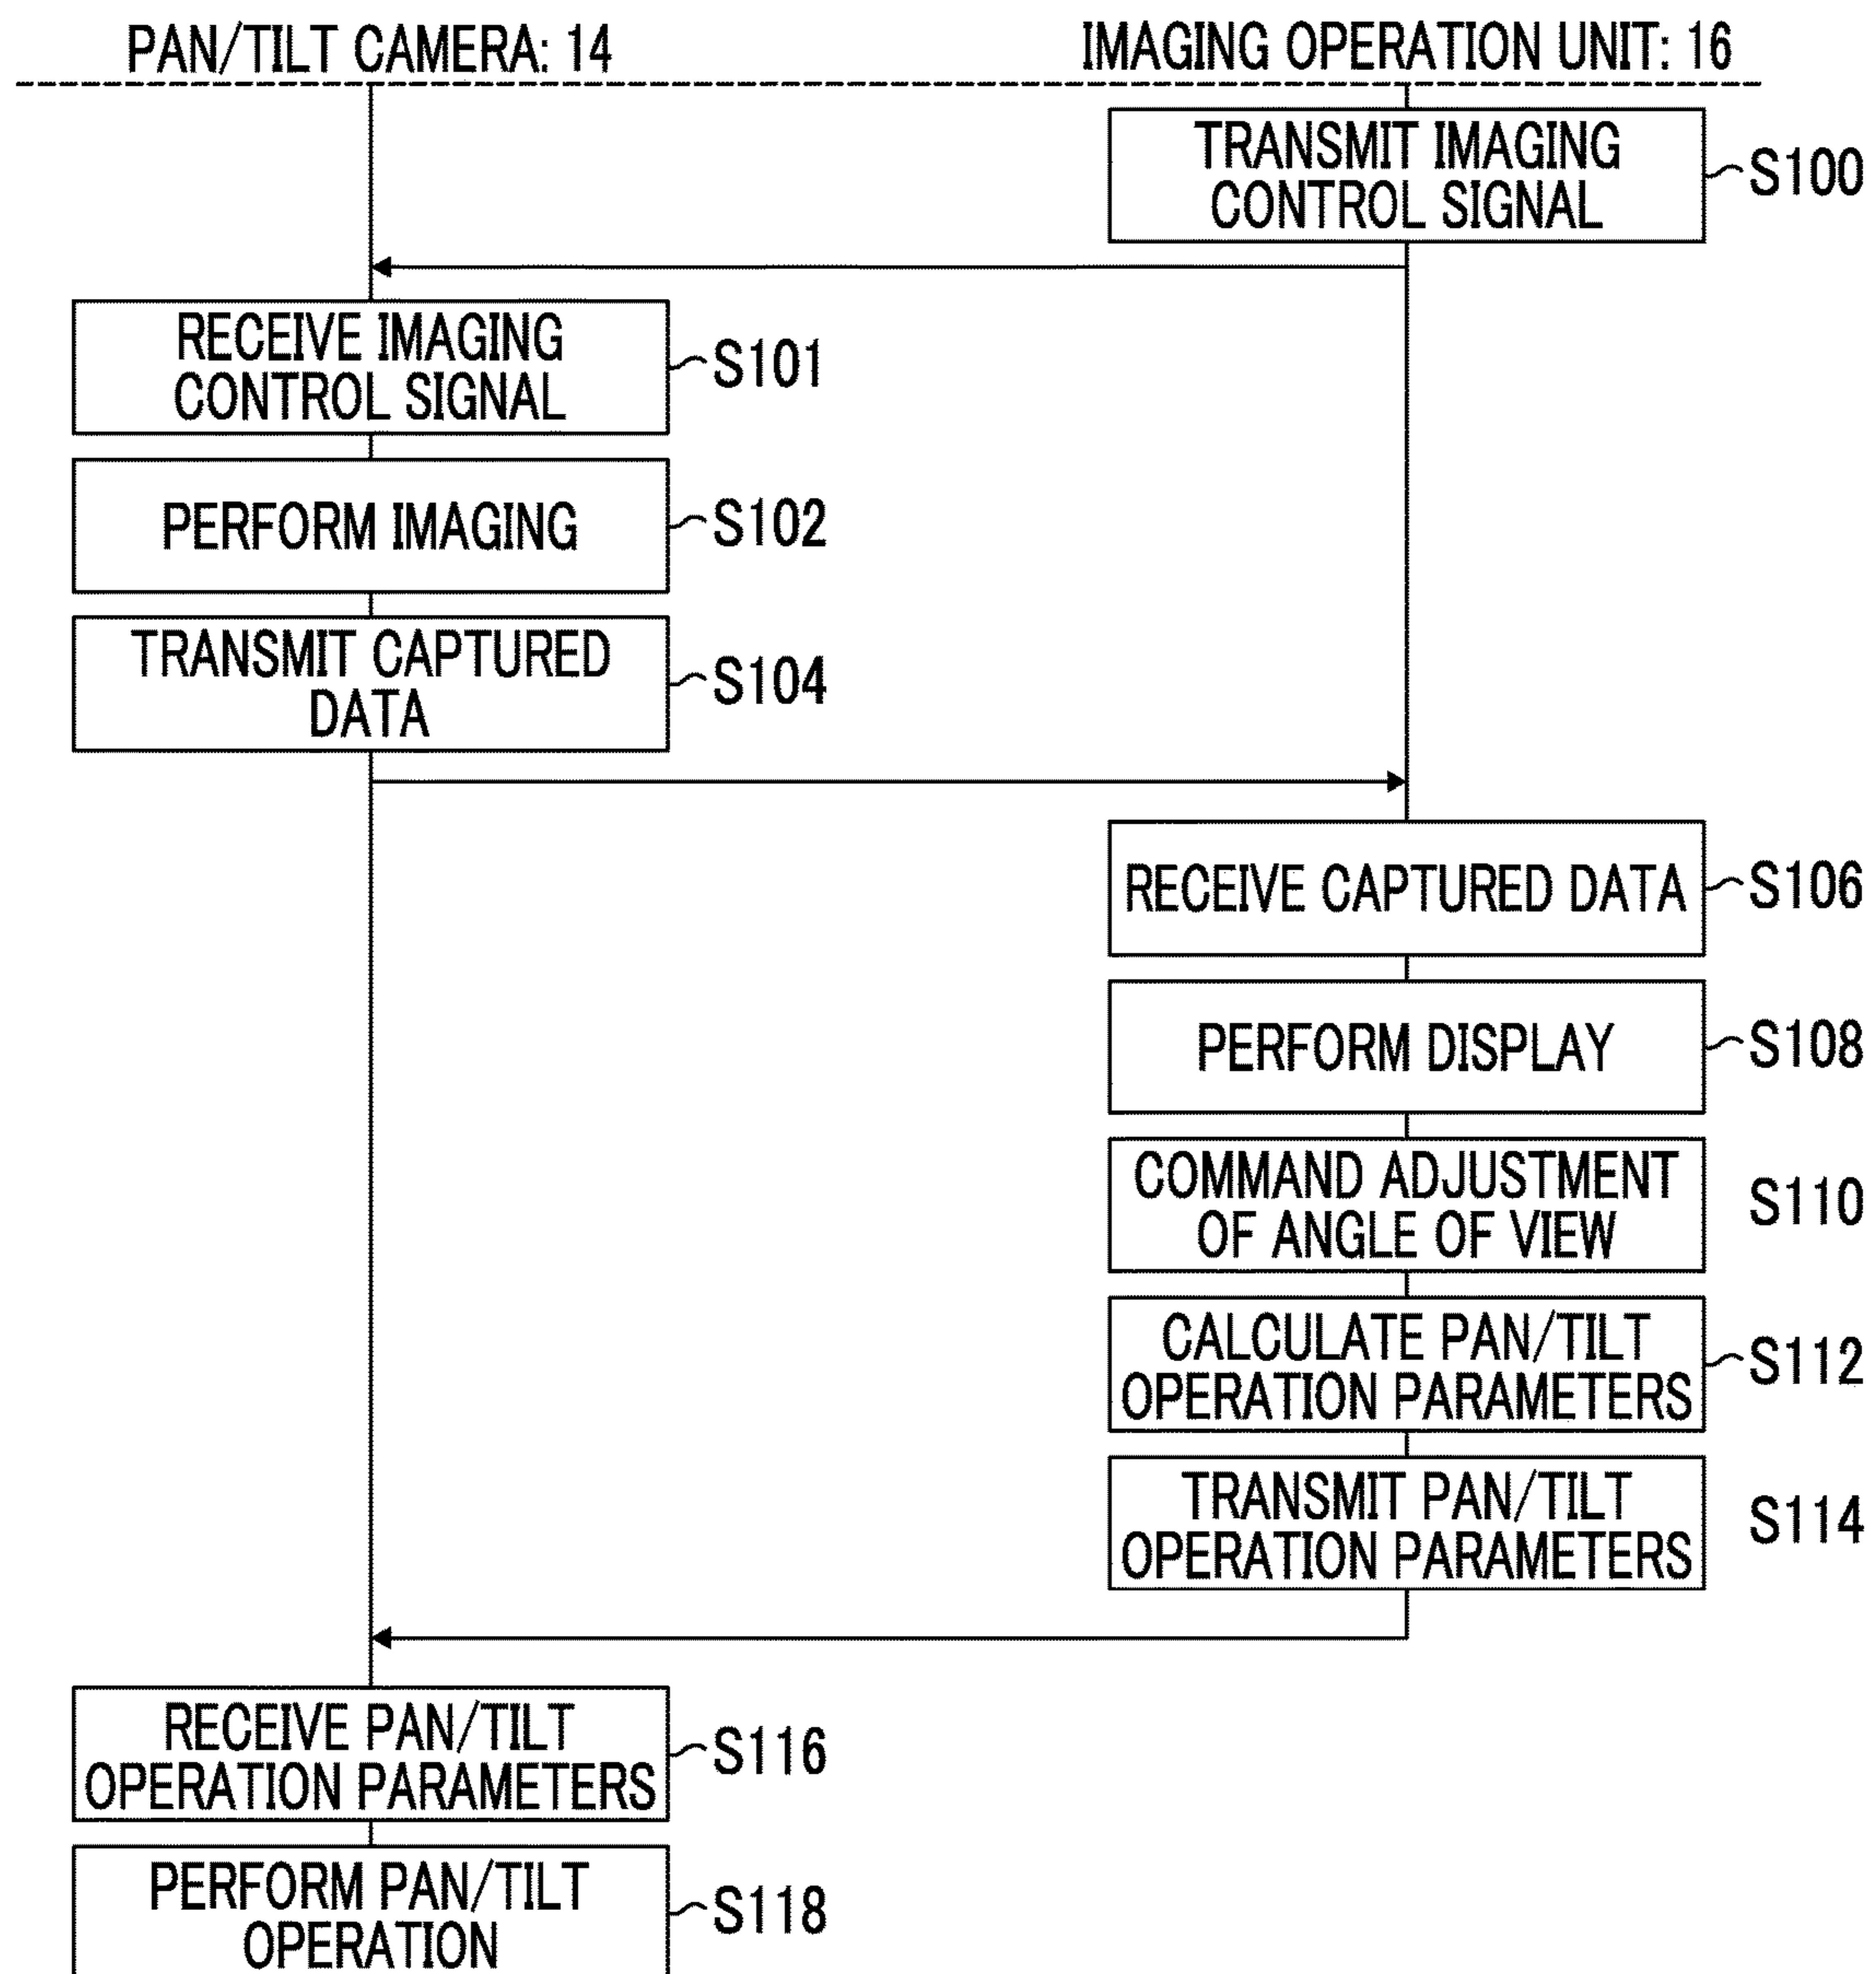 PAN/TILT CAMERA: 14
IMAGING OPERATION UNIT: 16
TRANSMIT IMAGING
CONTROL SIGNAL
S100
RECEIVE IMAGING
CONTROL SIGNAL
S101
PERFORM IMAGING
S102
TRANSMIT CAPTURED
DATA
S104
RECEIVE CAPTURED DATA
S106
PERFORM DISPLAY
S108
COMMAND ADJUSTMENT
OF ANGLE OF VIEW
S110
CALCULATE PAN/TILT
OPERATION PARAMETERS
S112
TRANSMIT PAN/TILT
OPERATION PARAMETERS
S114
RECEIVE PAN/TILT
OPERATION PARAMETERS
S116
PERFORM PAN/TILT
OPERATION
S118